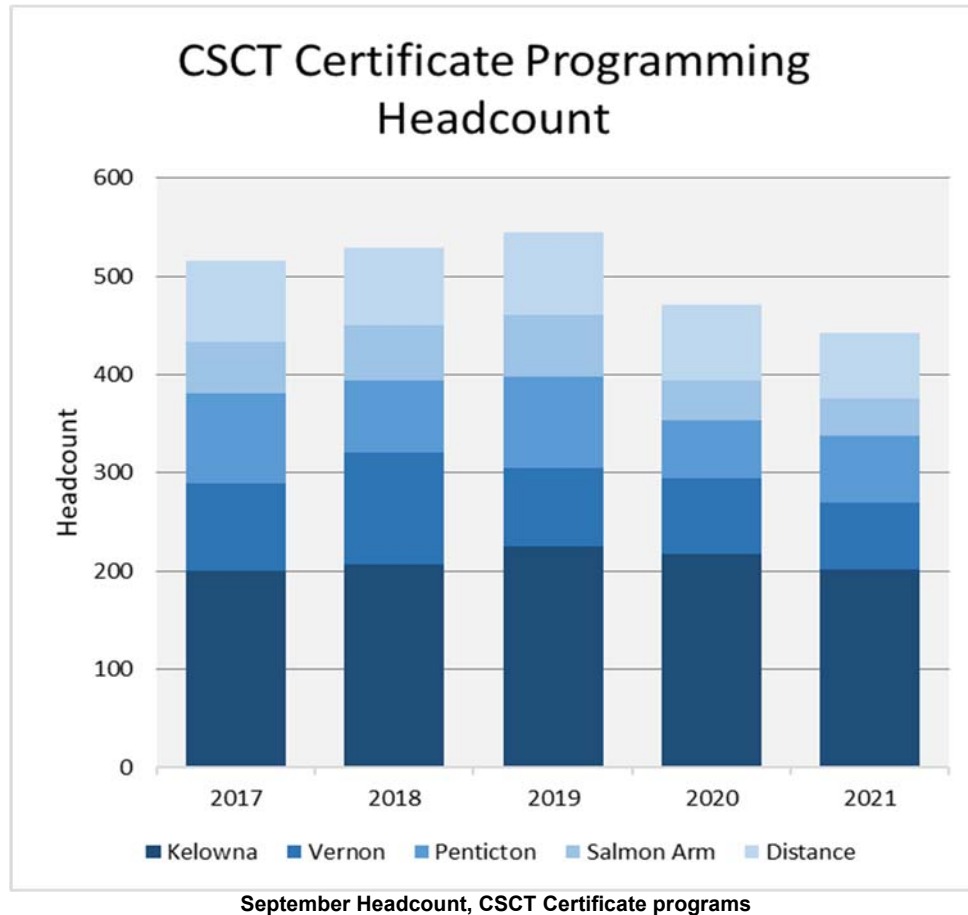 CSCT Certificate Programming
Headcount
600
500
400
300
200
100
0
Headcount
2017 2018 2019 2020 2021
Kelowna Vernon Penticton Salmon Arm Distance
September Headcount, CSCT Certificate programs